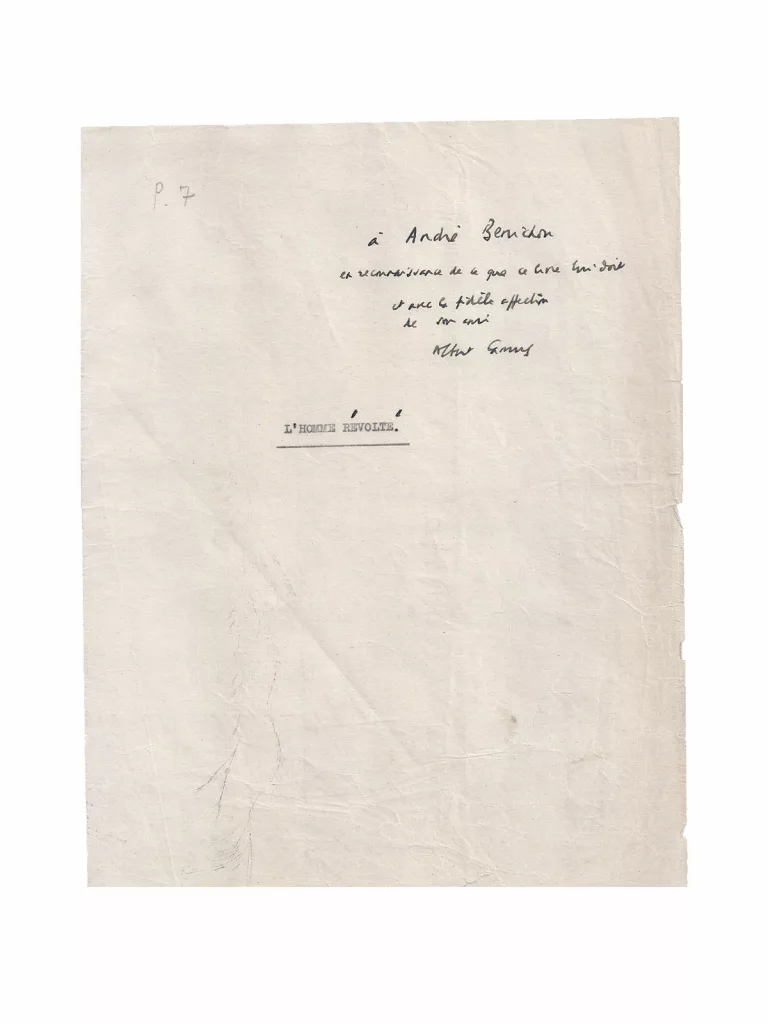 P. 7
à André Benichou
en reconnaissance de ce que ce livre lui doit
et avec la fidèle affection
de son ami
Albert Camus
L'HOMME RÉVOLTÉ.